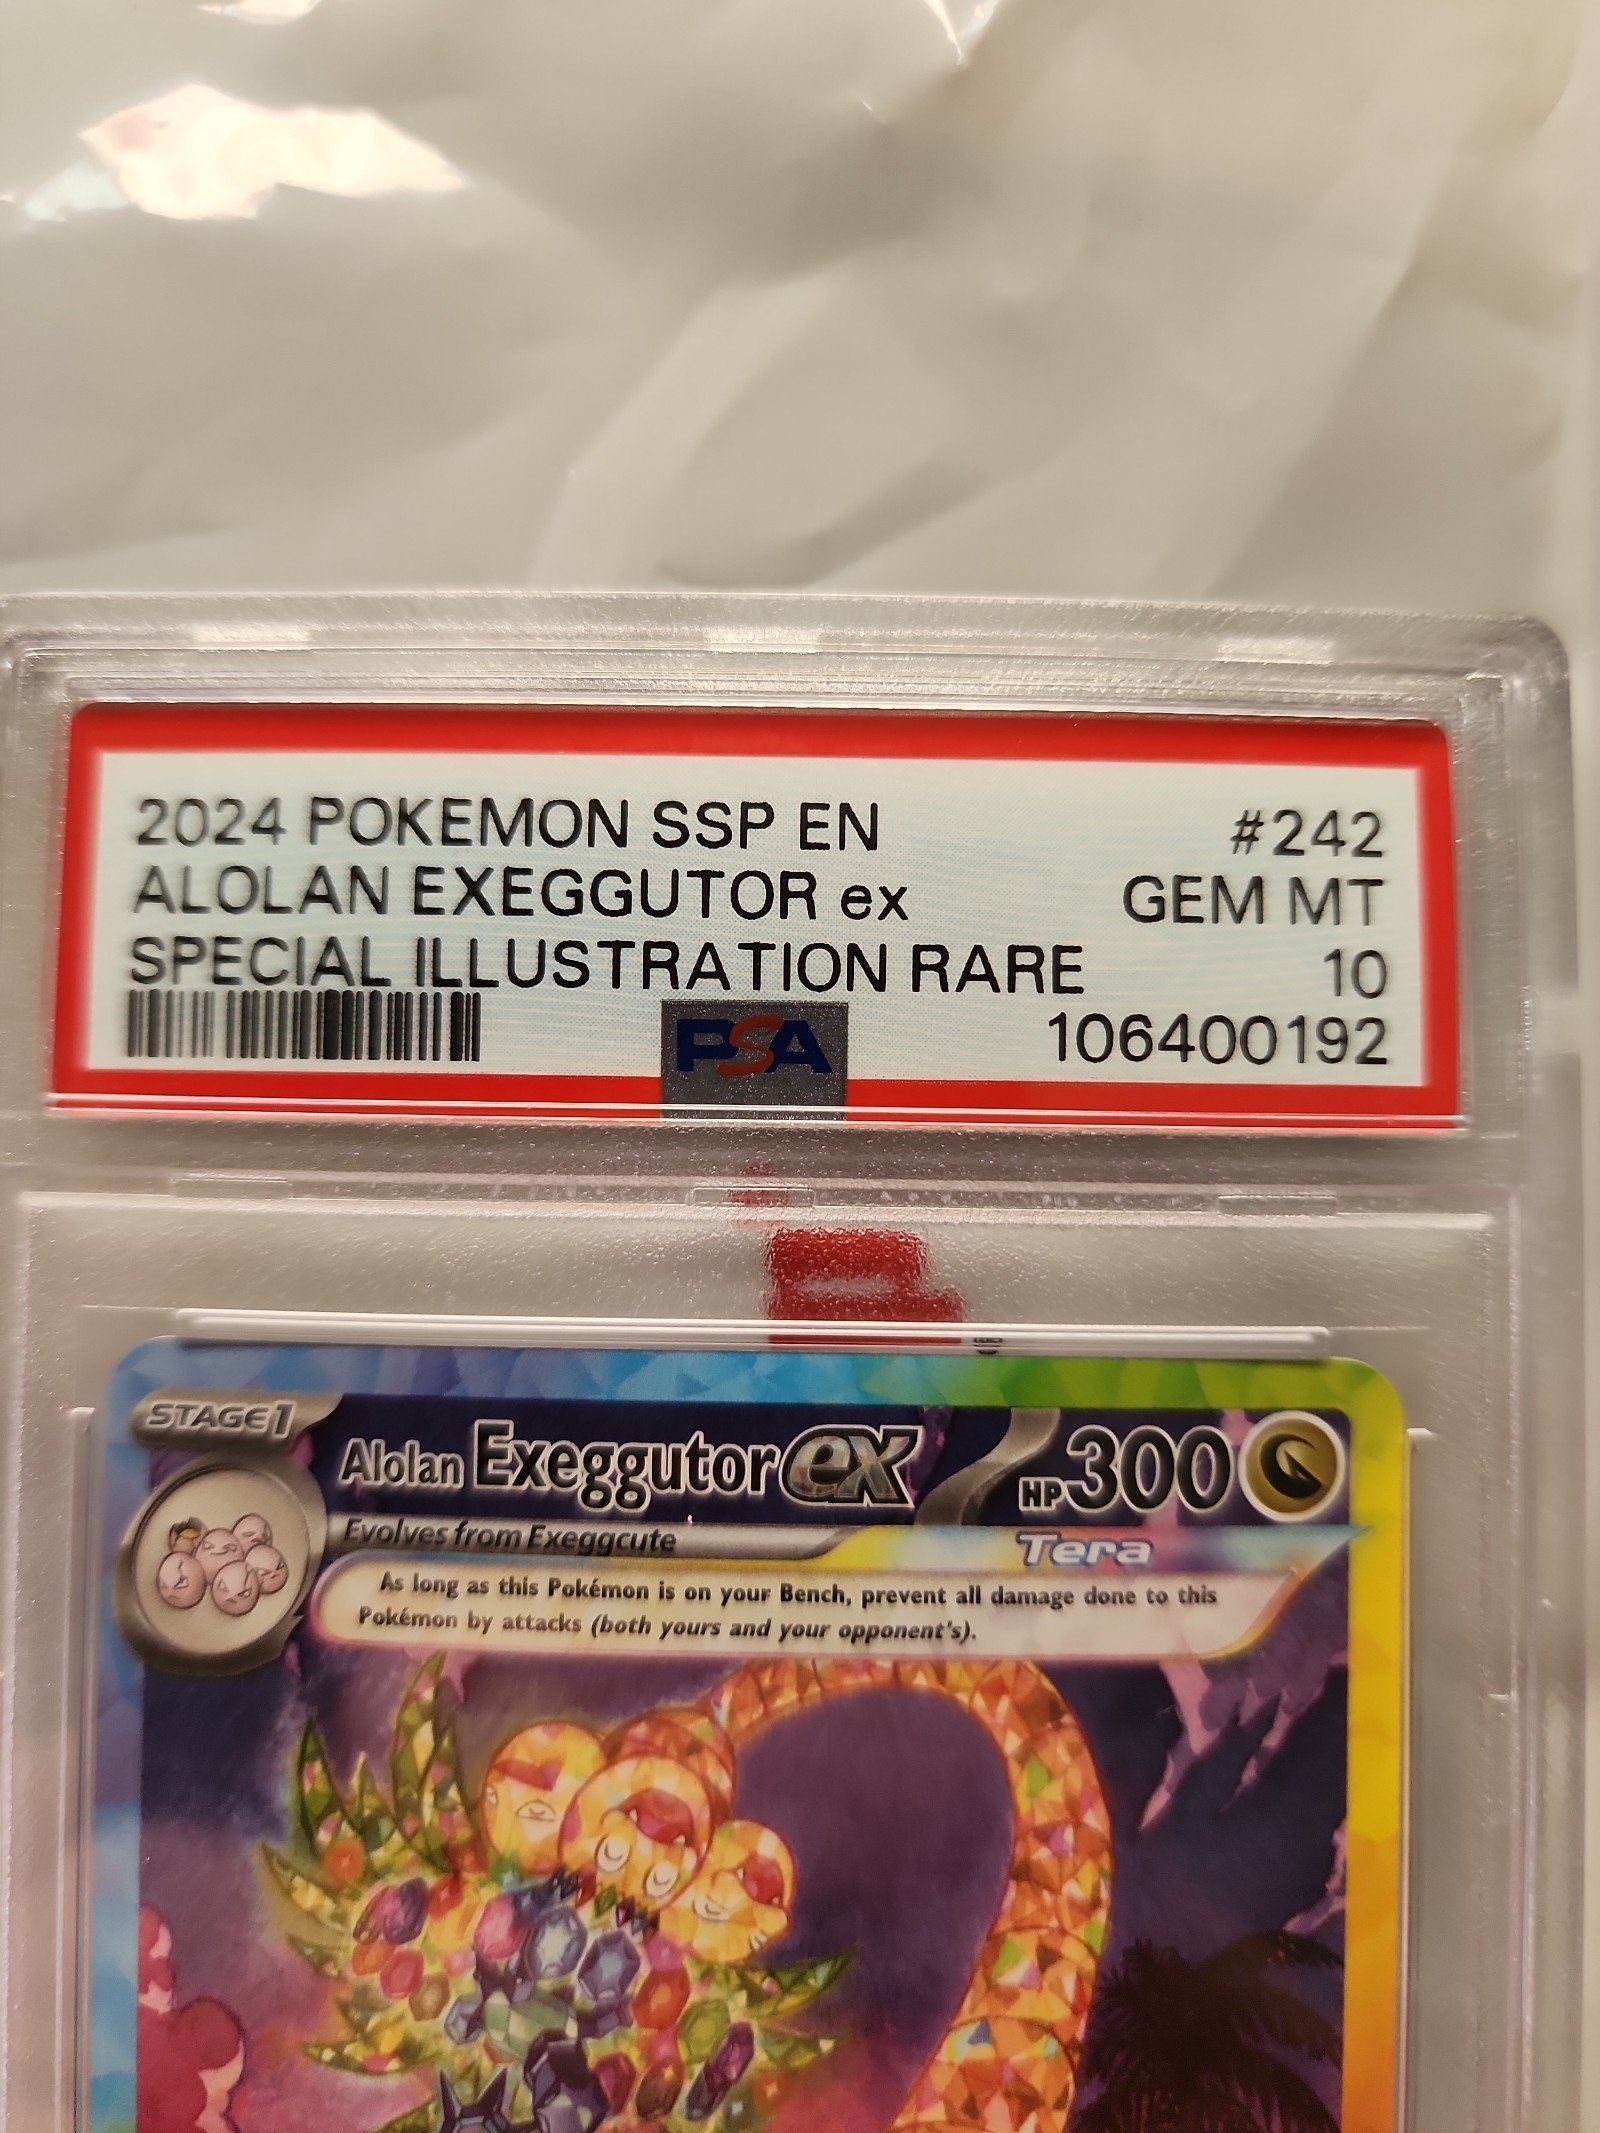 2024 POKEMON SSP EN #242
ALOLAN EXEGGUTOR ex GEM MT
SPECIAL ILLUSTRATION RARE 10
PSA 106400192
STAGE1 Alolan Exeggutor ex HP 300
Evolves from Exeggcute Tera
As long as this Pokémon is on your Bench, prevent all damage done to this
Pokémon by attacks (both yours and your opponent's).